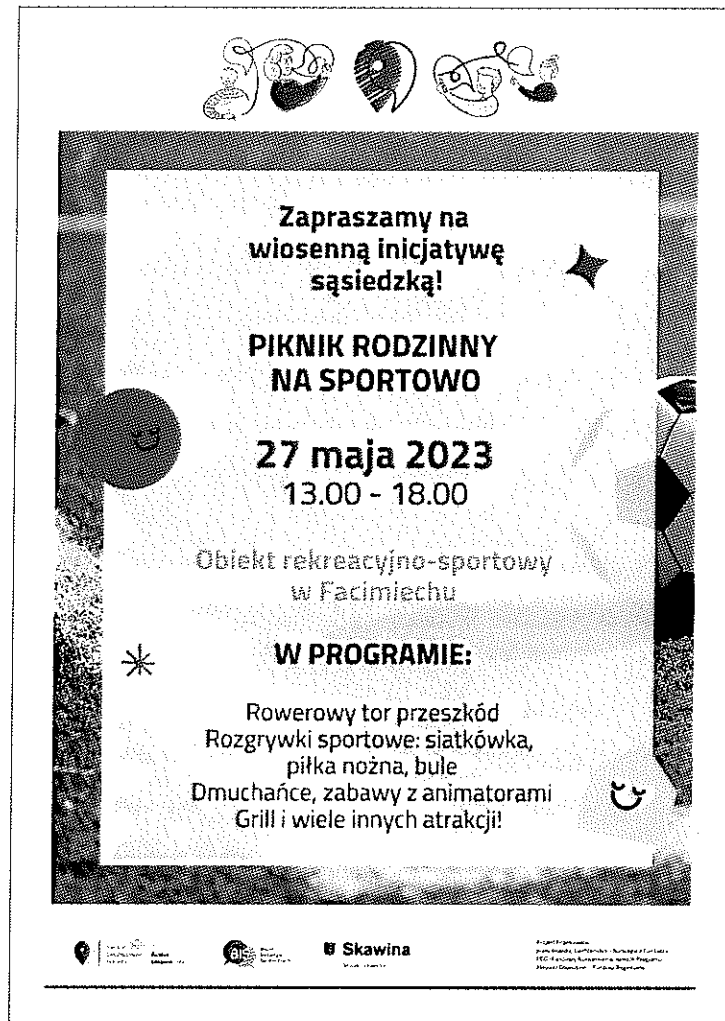 Zapraszamy na
wiosenną inicjatywę
sąsiedzką!
PIKNIK RODZINNY
NA SPORTOWO
27 maja 2023
13.00 - 18.00
Obiekt rekreacyjno-sportowy
w Facimiechu
W PROGRAMIE:
Rowerowy tor przeszkód
Rozgrywki sportowe: siatkówka,
piłka nożna, bule
Dmuchańce, zabawy z animatorami
Grill i wiele innych atrakcji!
Skawina